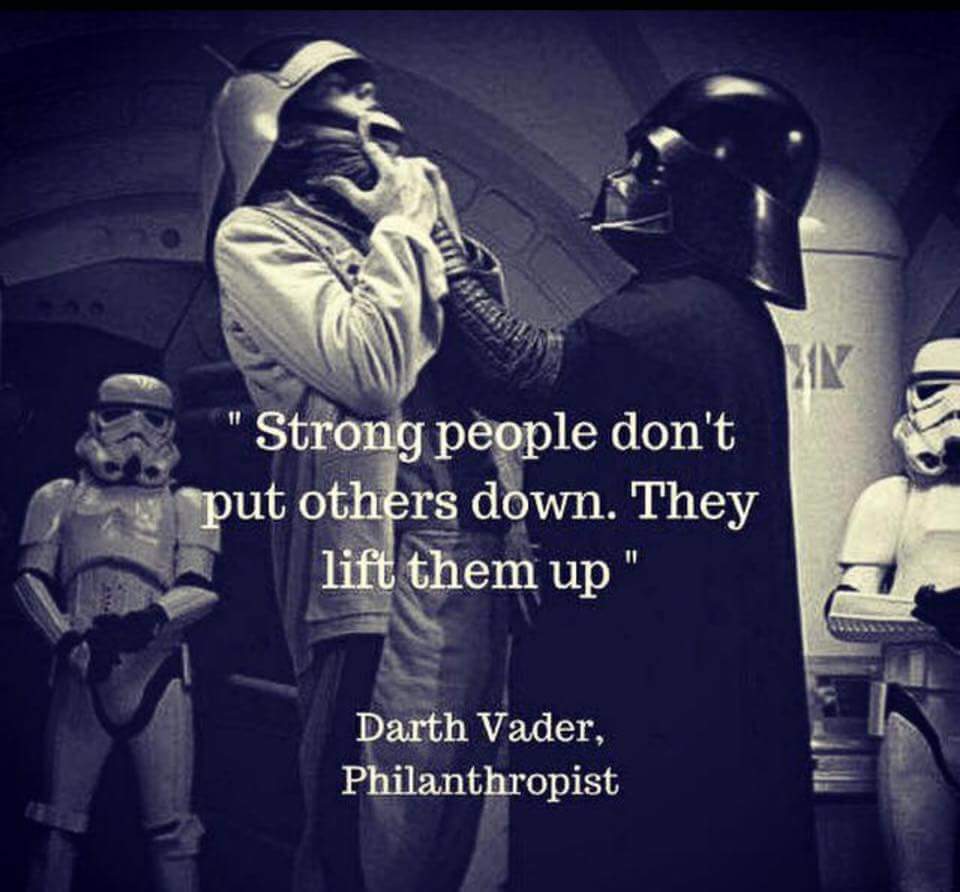 " Strong people don't
put others down. They
lift them up "
Darth Vader,
Philanthropist